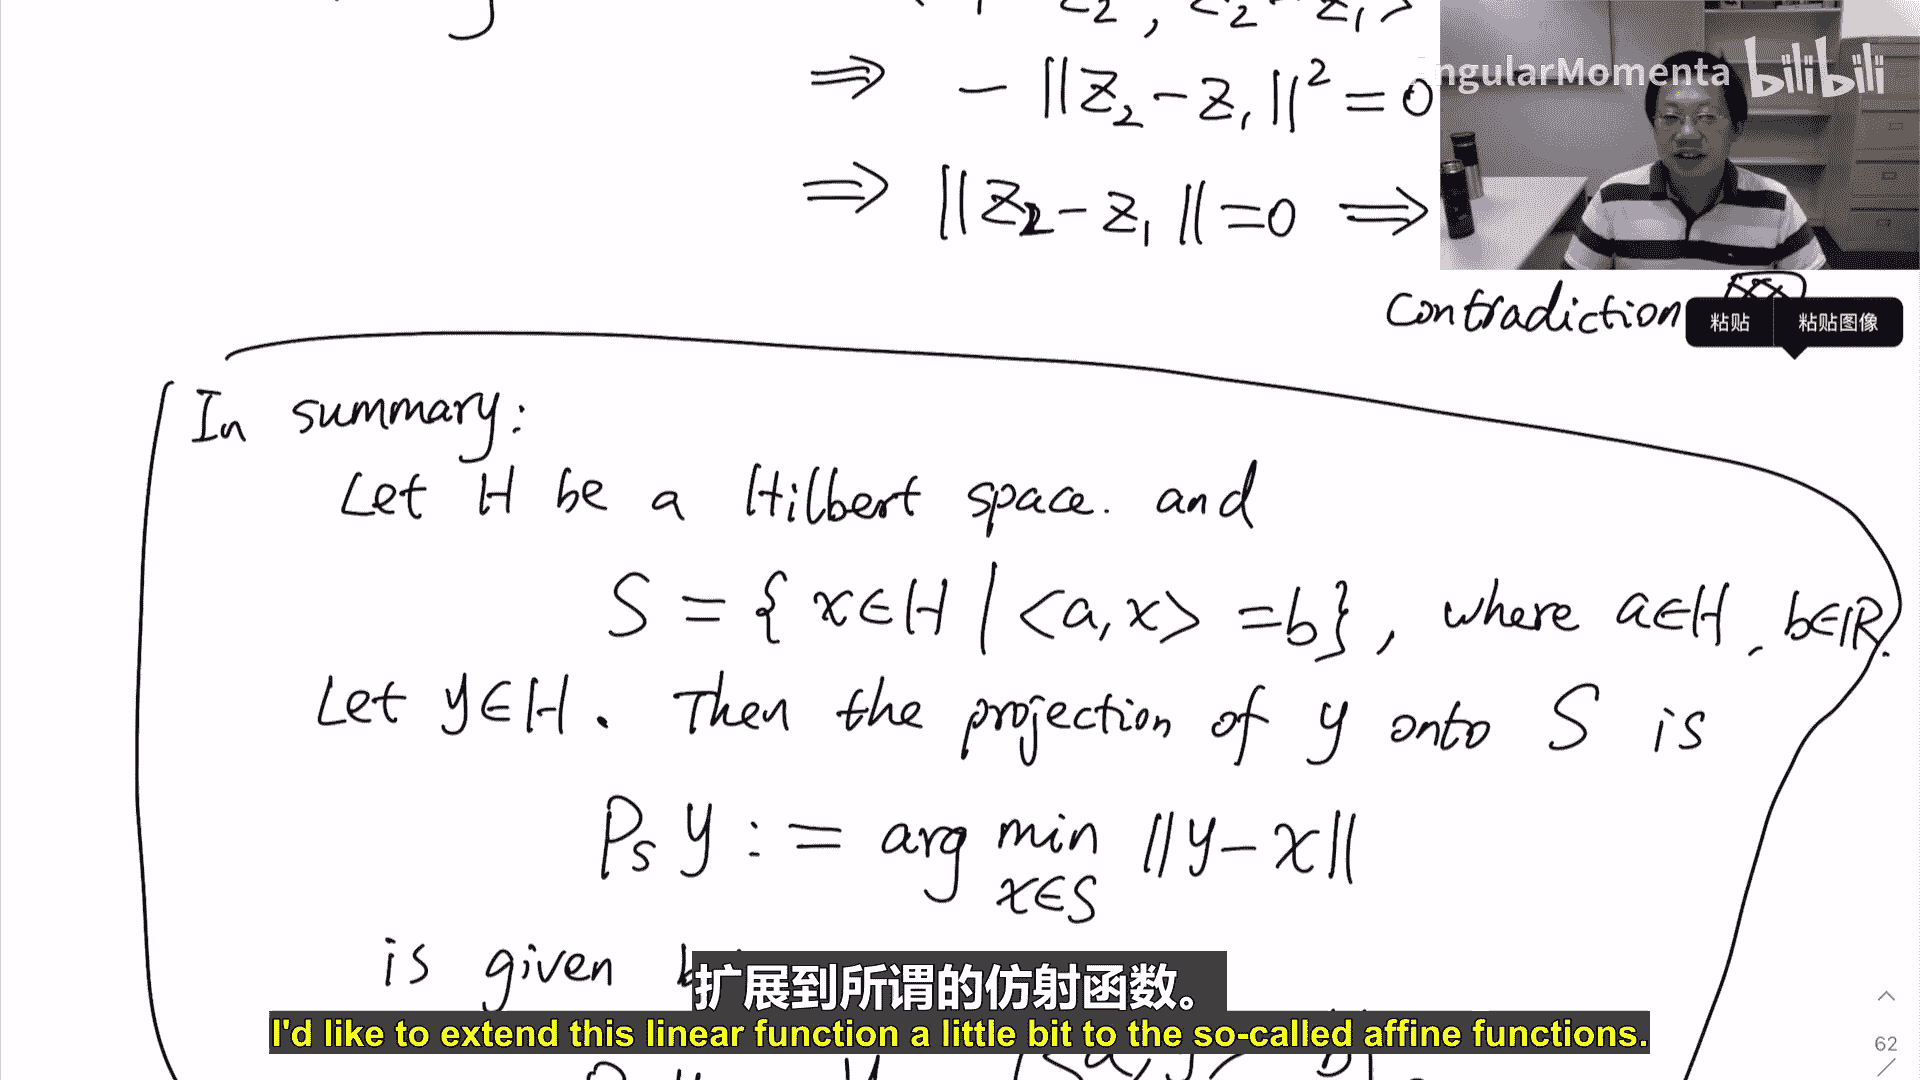 z₂ , z₂ - z₁ >
⇒ - ||z₂ - z₁||² = 0
ngularMomenta bilibili
⇒ ||z₂ - z₁|| = 0 ⇒
Contradiction
粘贴 粘贴图像
In summary:
Let H be a Hilbert space. and
S = { x∈H | <a, x> = b}, where a∈H, b∈ℝ.
Let y∈H. Then the projection of y onto S is
P_S y := arg min ||y - x||
x∈S
is given
扩展到所谓的仿射函数。
I'd like to extend this linear function a little bit to the so-called affine functions.
62